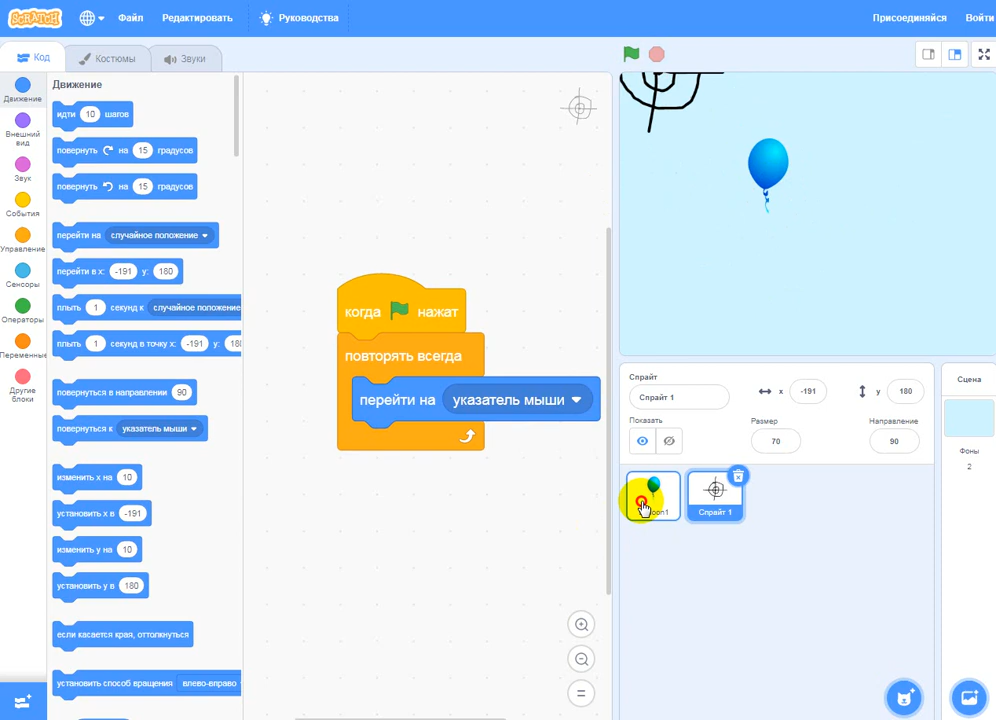 SCRATCH Файл Редактировать Руководства Присоединяйся Войти
Код Костюмы Звуки
Движение
Внешний вид
Звук
События
Управление
Сенсоры
Операторы
Переменные
Другие блоки
Движение
идти 10 шагов
повернуть на 15 градусов
повернуть на 15 градусов
перейти на случайное положение
перейти в x: -191 y: 180
плыть 1 секунд к случайное положение
плыть 1 секунд в точку x: -191 y: 180
повернуться в направлении 90
повернуться к указатель мыши
изменить x на 10
установить x в -191
изменить y на 10
установить y в 180
если касается края, оттолкнуться
установить способ вращения влево-вправо
когда нажат
повторять всегда
перейти на указатель мыши
Спрайт
Спрайт 1 x -191 y 180
Показать Размер 70 Направление 90
Спрайт 1
Сцена
Фоны
2